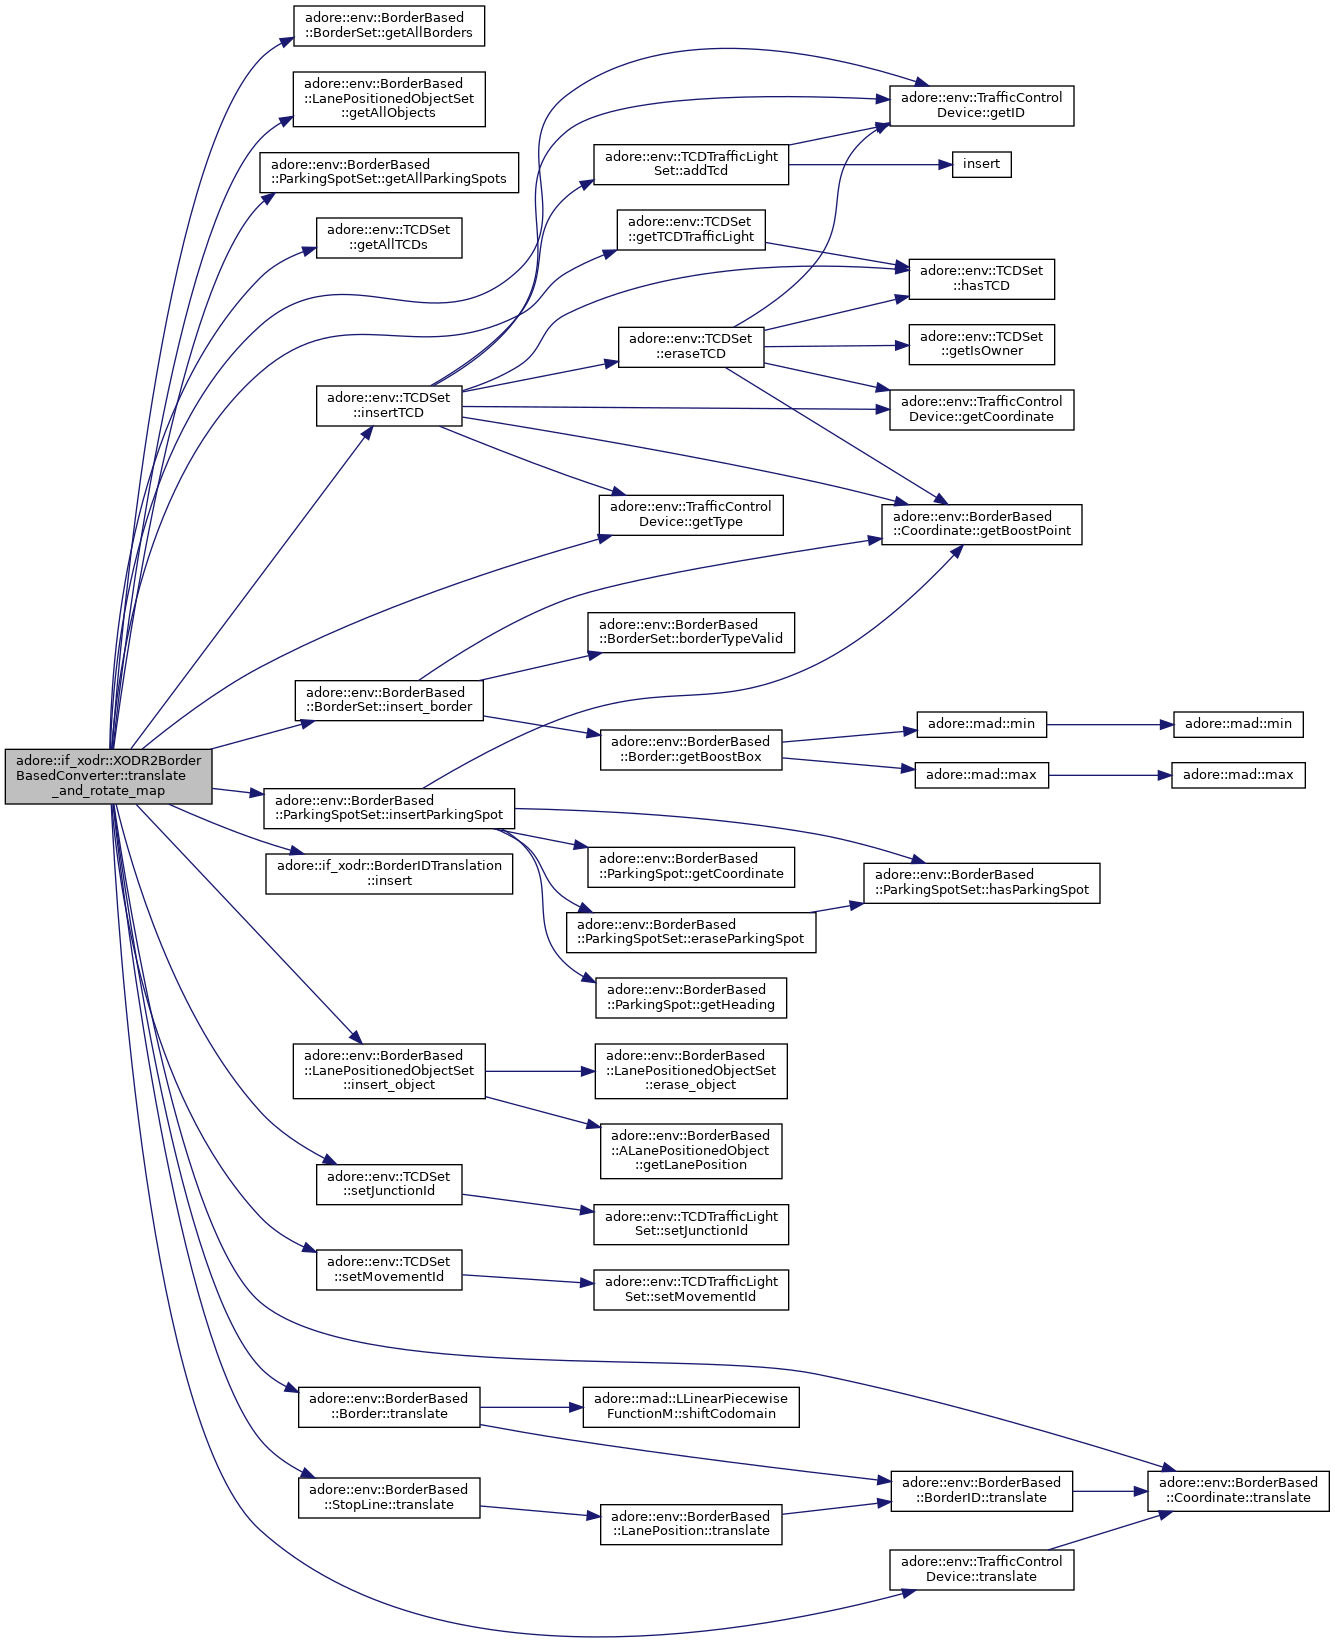 adore::if_xodr::XODR2Border
BasedConverter::translate
_and_rotate_map
adore::env::BorderBased
::BorderSet::getAllBorders
adore::env::BorderBased
::LanePositionedObjectSet
::getAllObjects
adore::env::BorderBased
::ParkingSpotSet::getAllParkingSpots
adore::env::TCDSet
::getAllTCDs
adore::env::TrafficControl
Device::getID
adore::env::TCDTrafficLight
Set::addTcd
insert
adore::env::TCDSet
::getTCDTrafficLight
adore::env::TCDSet
::hasTCD
adore::env::TCDSet
::eraseTCD
adore::env::TCDSet
::getIsOwner
adore::env::TCDSet
::insertTCD
adore::env::TrafficControl
Device::getCoordinate
adore::env::TrafficControl
Device::getType
adore::env::BorderBased
::Coordinate::getBoostPoint
adore::env::BorderBased
::BorderSet::borderTypeValid
adore::env::BorderBased
::BorderSet::insert_border
adore::env::BorderBased
::Border::getBoostBox
adore::mad::min
adore::mad::min
adore::mad::max
adore::mad::max
adore::env::BorderBased
::ParkingSpotSet::insertParkingSpot
adore::if_xodr::BorderIDTranslation
::insert
adore::env::BorderBased
::ParkingSpot::getCoordinate
adore::env::BorderBased
::ParkingSpotSet::hasParkingSpot
adore::env::BorderBased
::ParkingSpotSet::eraseParkingSpot
adore::env::BorderBased
::ParkingSpot::getHeading
adore::env::BorderBased
::LanePositionedObjectSet
::insert_object
adore::env::BorderBased
::LanePositionedObjectSet
::erase_object
adore::env::BorderBased
::ALanePositionedObject
::getLanePosition
adore::env::TCDSet
::setJunctionId
adore::env::TCDTrafficLight
Set::setJunctionId
adore::env::TCDSet
::setMovementId
adore::env::TCDTrafficLight
Set::setMovementId
adore::env::BorderBased
::Border::translate
adore::mad::LLinearPiecewise
FunctionM::shiftCodomain
adore::env::BorderBased
::StopLine::translate
adore::env::BorderBased
::LanePosition::translate
adore::env::BorderBased
::BorderID::translate
adore::env::BorderBased
::Coordinate::translate
adore::env::TrafficControl
Device::translate